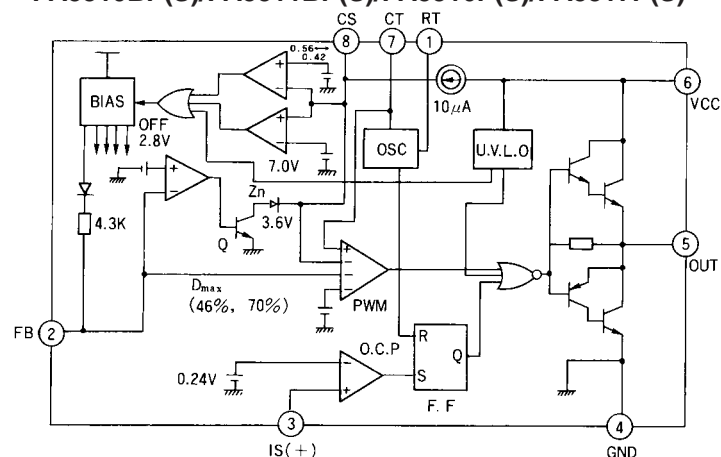 CS CT RT
8 7 1
0.56
0.42
6
VCC
BIAS
10μA
OSC
U.V.L.O
OFF
2.8V
7.0V
4.3K
Zn
3.6V
Q
5
OUT
Dmax
(46%, 70%)
PWM
FB 2
O.C.P
R
Q
S
0.24V
F.F
3
IS(+)
4
GND